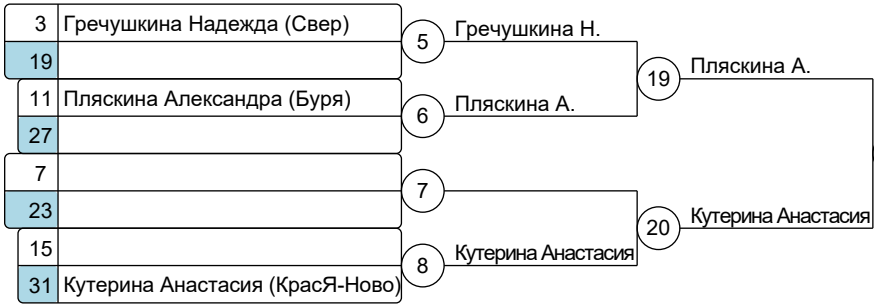 3 Гречушкина Надежда (Свер)
19
5 Гречушкина Н.
11 Пляскина Александра (Буря)
27
6 Пляскина А.
19 Пляскина А.
7
23
7
15
31 Кутерина Анастасия (КрасЯ-Ново)
8 Кутерина Анастасия
20 Кутерина Анастасия